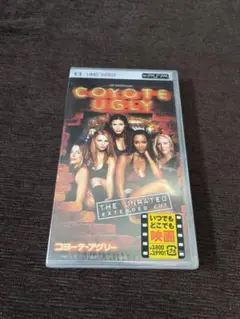 UMD VIDEO
PSP
COYOTE
UGLY
THE UNRATED
EXTENDED CUT
いつでも
どこでも
映画
コヨーテ・アグリー